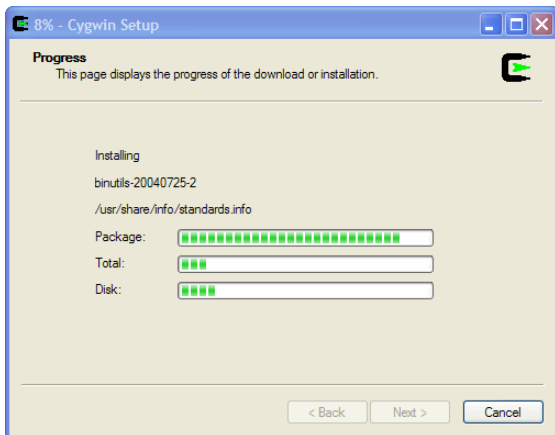 8% - Cygwin Setup
Progress
This page displays the progress of the download or installation.
Installing
binutils-20040725-2
/usr/share/info/standards.info
Package:
Total:
Disk:
< Back Next > Cancel